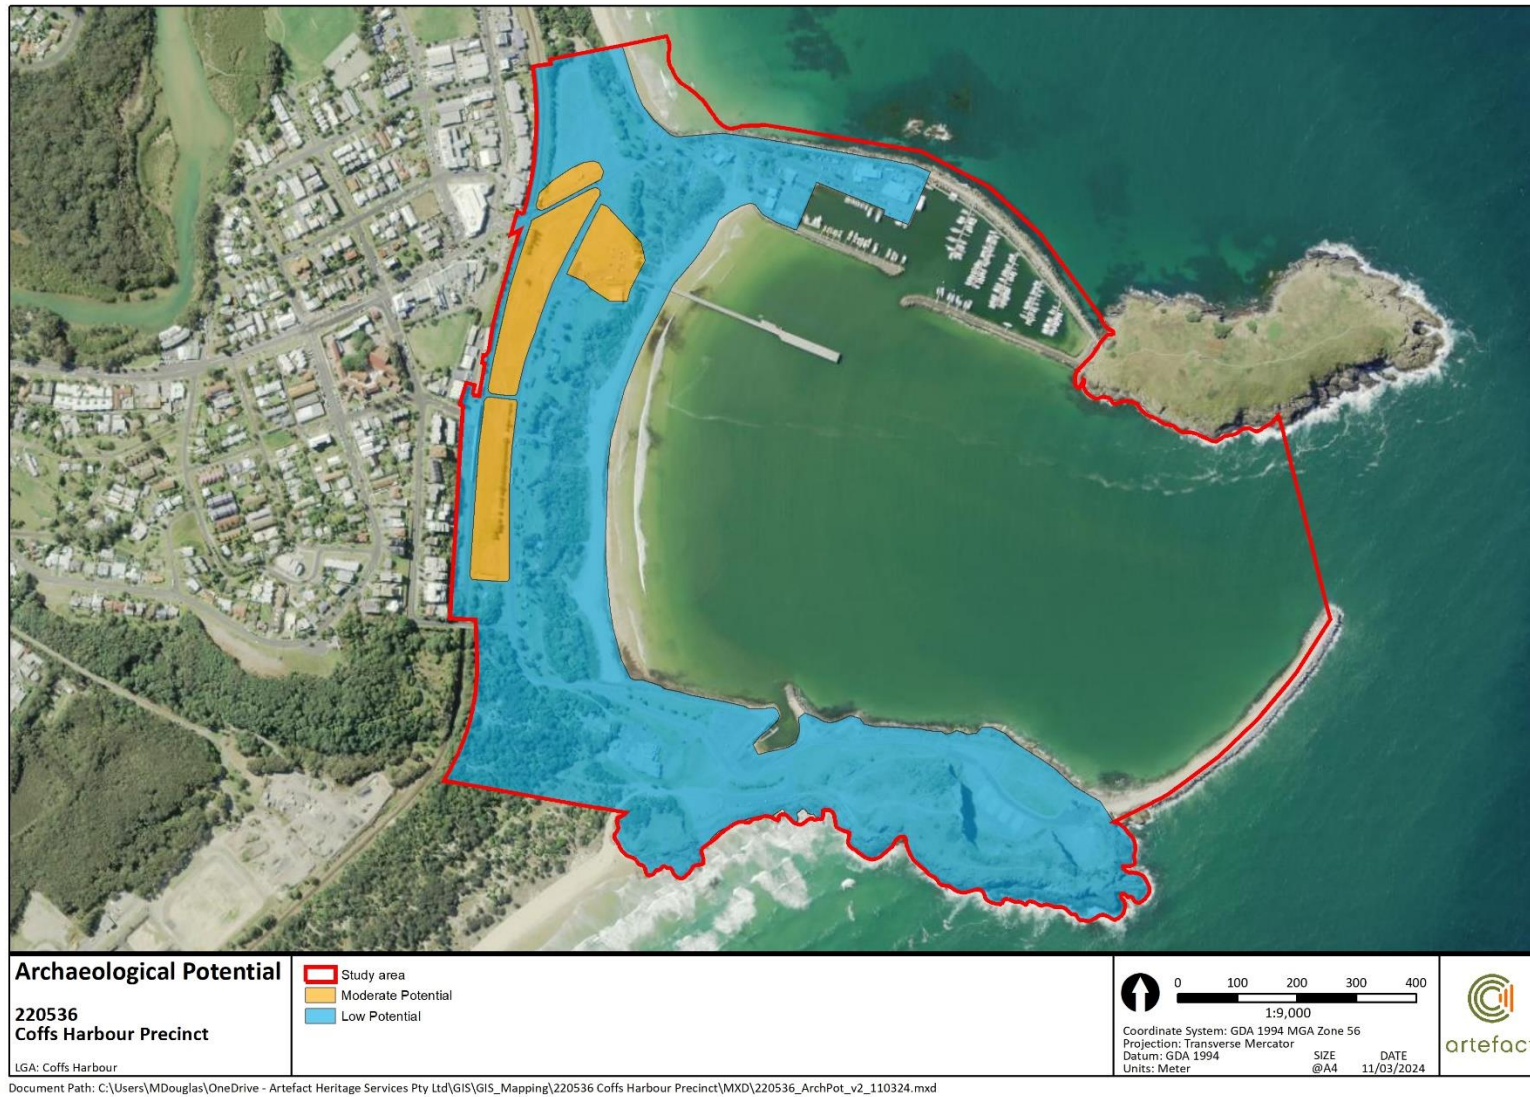 Archaeological Potential
220536
Coffs Harbour Precinct
LGA: Coffs Harbour
Study area
Moderate Potential
Low Potential
0 100 200 300 400
1:9,000
Coordinate System: GDA 1994 MGA Zone 56
Projection: Transverse Mercator
Datum: GDA 1994
Units: Meter
SIZE
@A4
DATE
11/03/2024
artefact
Document Path: C:\Users\MDouglas\OneDrive - Artefact Heritage Services Pty Ltd\GIS\GIS_Mapping\220536 Coffs Harbour Precinct\MXD\220536_ArchPot_v2_110324.mxd